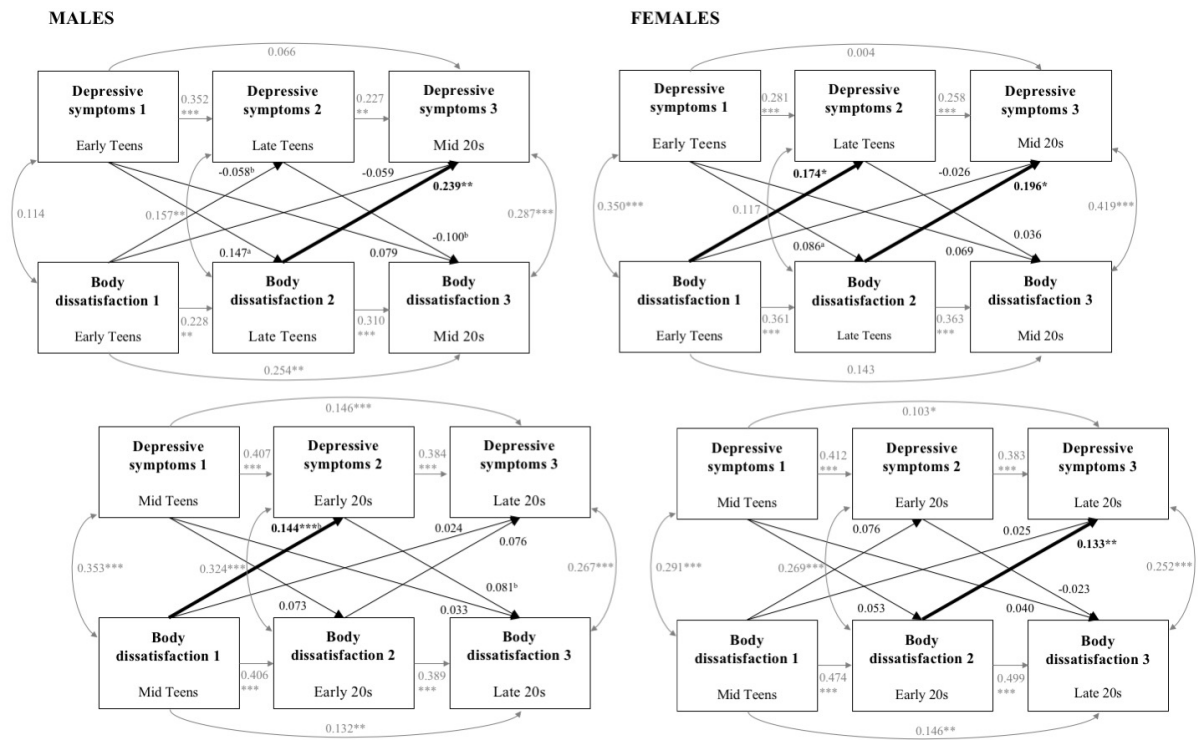 MALES
FEMALES
0.066
Depressive
symptoms 1
Early Teens
0.352
***
Depressive
symptoms 2
Late Teens
0.227
**
Depressive
symptoms 3
Mid 20s
0.114
0.157**
-0.058ᵇ
-0.059
0.239**
0.287***
0.147ᵃ
0.079
-0.100ᵇ
Body
dissatisfaction 1
Early Teens
0.228
**
Body
dissatisfaction 2
Late Teens
0.310
***
Body
dissatisfaction 3
Mid 20s
0.254**
0.004
Depressive
symptoms 1
Early Teens
0.281
***
Depressive
symptoms 2
Late Teens
0.258
***
Depressive
symptoms 3
Mid 20s
0.350***
0.117
0.174*
-0.026
0.196*
0.419***
0.086ᵃ
0.069
0.036
Body
dissatisfaction 1
Early Teens
0.361
***
Body
dissatisfaction 2
Late Teens
0.363
***
Body
dissatisfaction 3
Mid 20s
0.143
0.146***
Depressive
symptoms 1
Mid Teens
0.407
***
Depressive
symptoms 2
Early 20s
0.384
***
Depressive
symptoms 3
Late 20s
0.353***
0.324***
0.144***ᵇ
0.024
0.076
0.267***
0.073
0.033
0.081ᵇ
Body
dissatisfaction 1
Mid Teens
0.406
***
Body
dissatisfaction 2
Early 20s
0.389
***
Body
dissatisfaction 3
Late 20s
0.132**
0.103*
Depressive
symptoms 1
Mid Teens
0.412
***
Depressive
symptoms 2
Early 20s
0.383
***
Depressive
symptoms 3
Late 20s
0.291***
0.269***
0.076
0.025
0.133**
0.252***
0.053
0.040
-0.023
Body
dissatisfaction 1
Mid Teens
0.474
***
Body
dissatisfaction 2
Early 20s
0.499
***
Body
dissatisfaction 3
Late 20s
0.146**